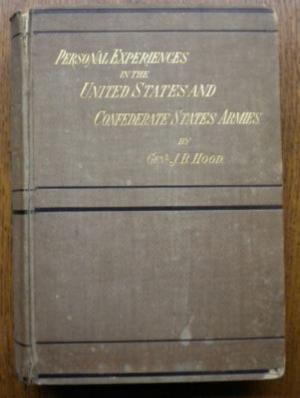 PERSONAL EXPERIENCES
IN THE
UNITED STATES AND
CONFEDERATE STATES ARMIES
BY
GENL. J. B. HOOD.